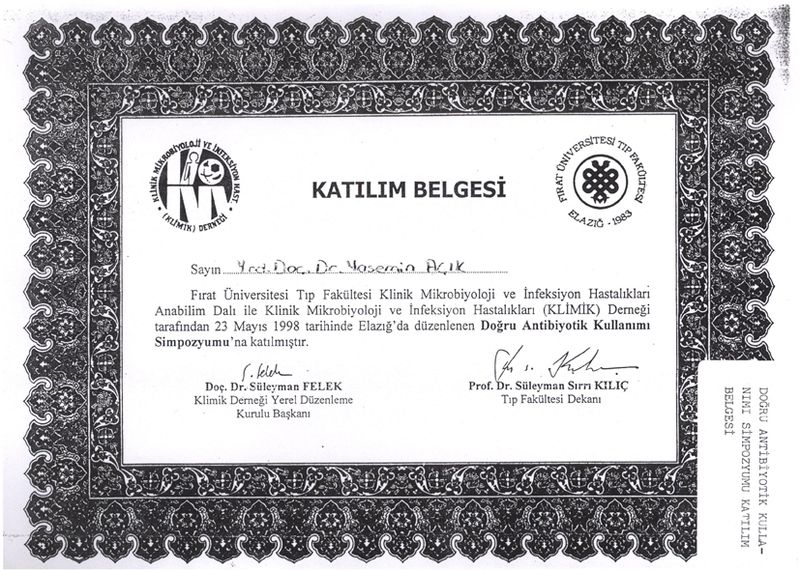 KLİNİK MİKROBİYOLOJİ VE İNFEKSİYON HAST.
(KLİMİK) DERNEĞİ
KATILIM BELGESİ
FIRAT ÜNİVERSİTESİ TIP FAKÜLTESİ
ELAZIĞ - 1983
Sayın Yrd. Doç. Dr. Yasemin AÇIK
Fırat Üniversitesi Tıp Fakültesi Klinik Mikrobiyoloji ve İnfeksiyon Hastalıkları
Anabilim Dalı ile Klinik Mikrobiyoloji ve İnfeksiyon Hastalıkları (KLİMİK) Derneği
tarafından 23 Mayıs 1998 tarihinde Elazığ'da düzenlenen Doğru Antibiyotik Kullanımı
Simpozyumu'na katılmıştır.
Doç. Dr. Süleyman FELEK
Klimik Derneği Yerel Düzenleme
Kurulu Başkanı
Prof. Dr. Süleyman Sırrı KILIÇ
Tıp Fakültesi Dekanı
DOĞRU ANTİBİYOTİK KULLA-
NIMI SİMPOZYUMU KATILIM
BELGESİ